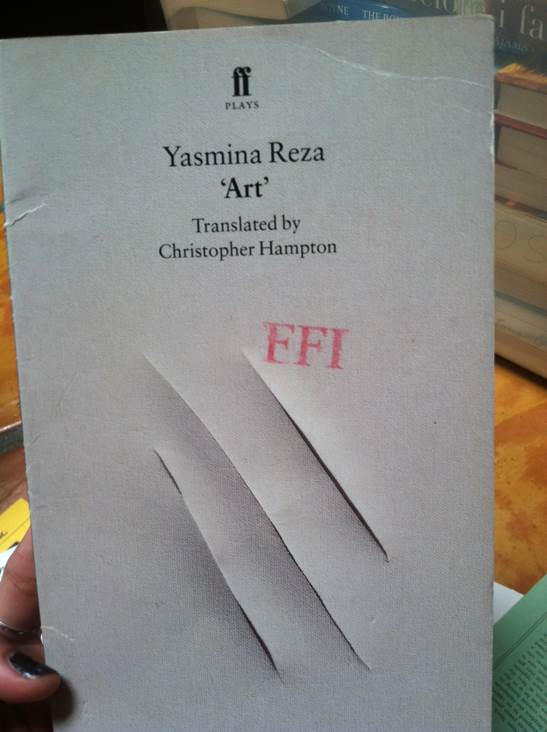 ff
PLAYS
Yasmina Reza
‘Art’
Translated by
Christopher Hampton
EFI